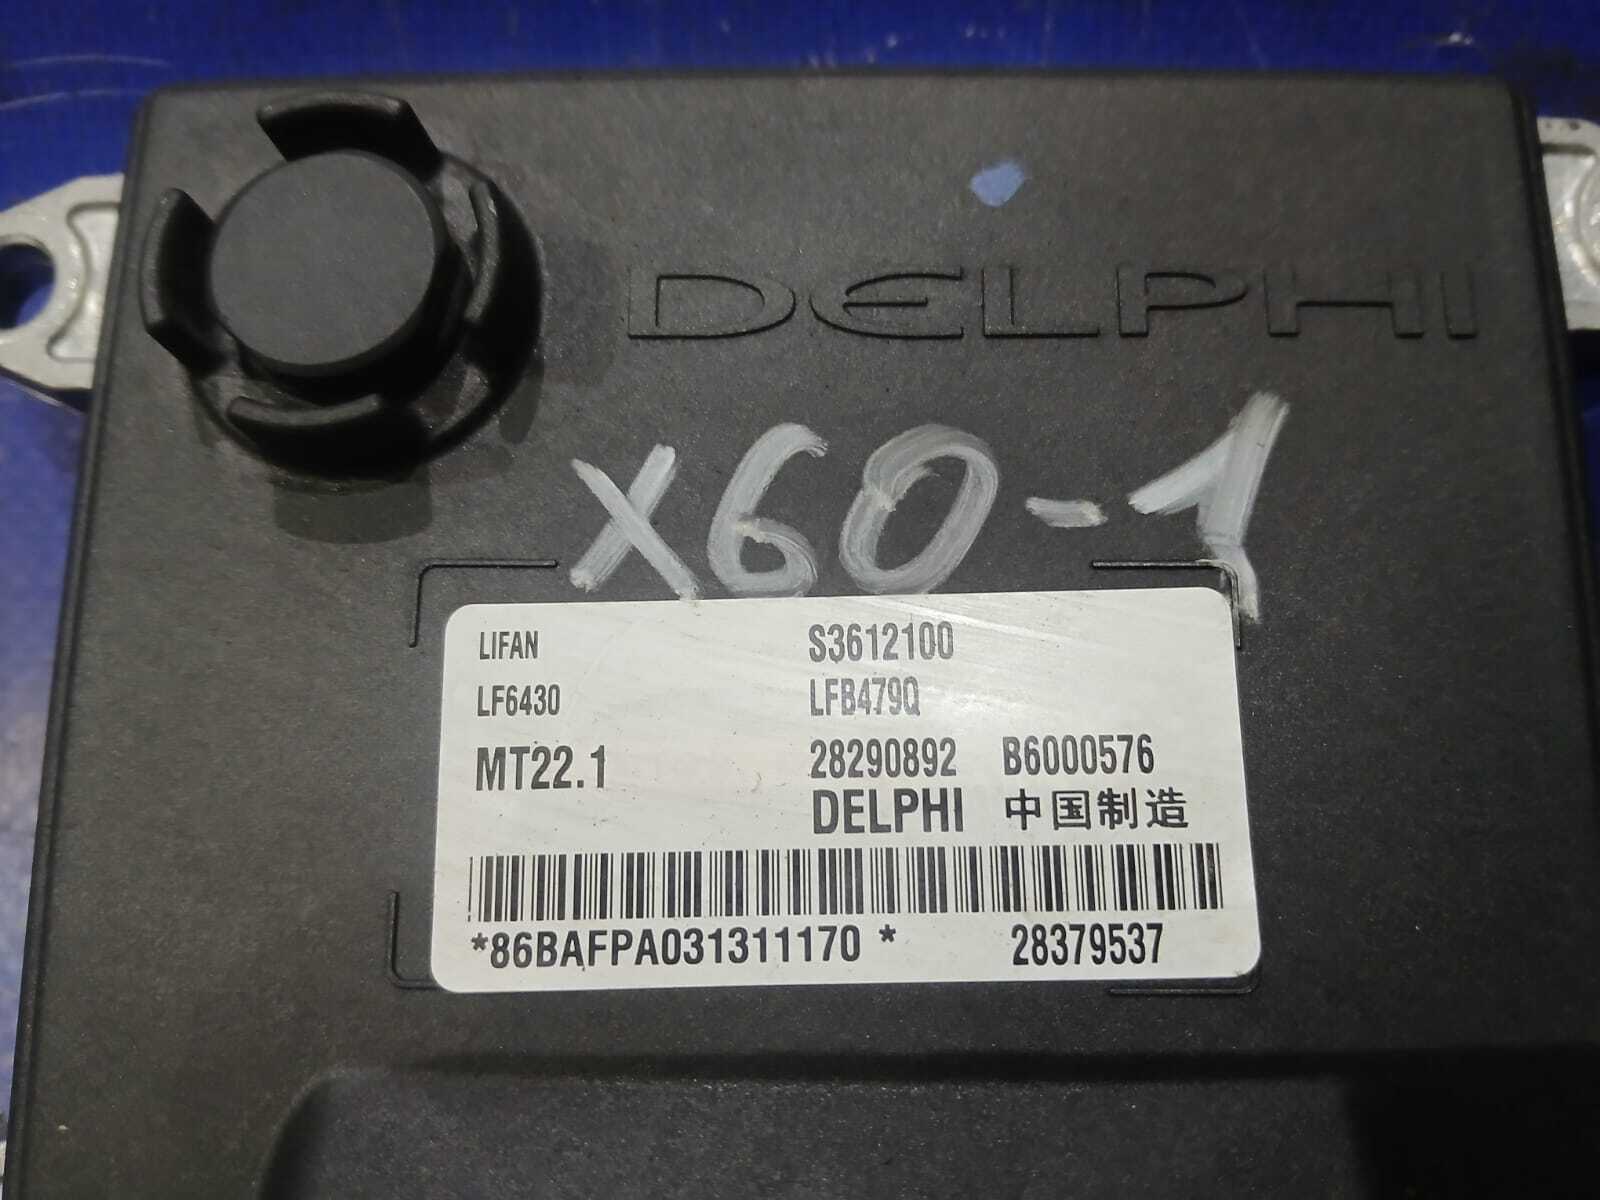 DELPHI
X60-1
LIFAN S3612100
LF6430 LFB479Q
MT22.1 28290892 B6000576
DELPHI 中国制造
*86BAFPA031311170 * 28379537